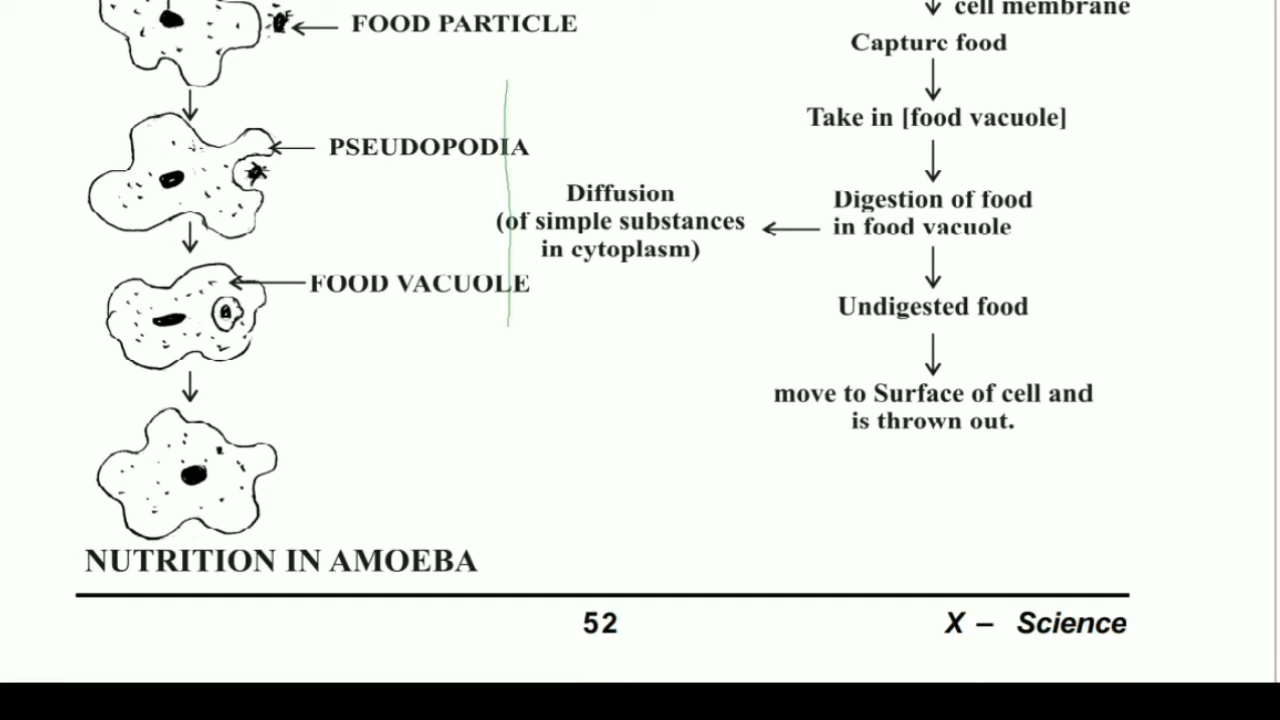 FOOD PARTICLE
PSEUDOPODIA
FOOD VACUOLE
NUTRITION IN AMOEBA
cell membrane
Capture food
Take in [food vacuole]
Digestion of food
in food vacuole
Diffusion
(of simple substances
in cytoplasm)
Undigested food
move to Surface of cell and
is thrown out.
52
X – Science